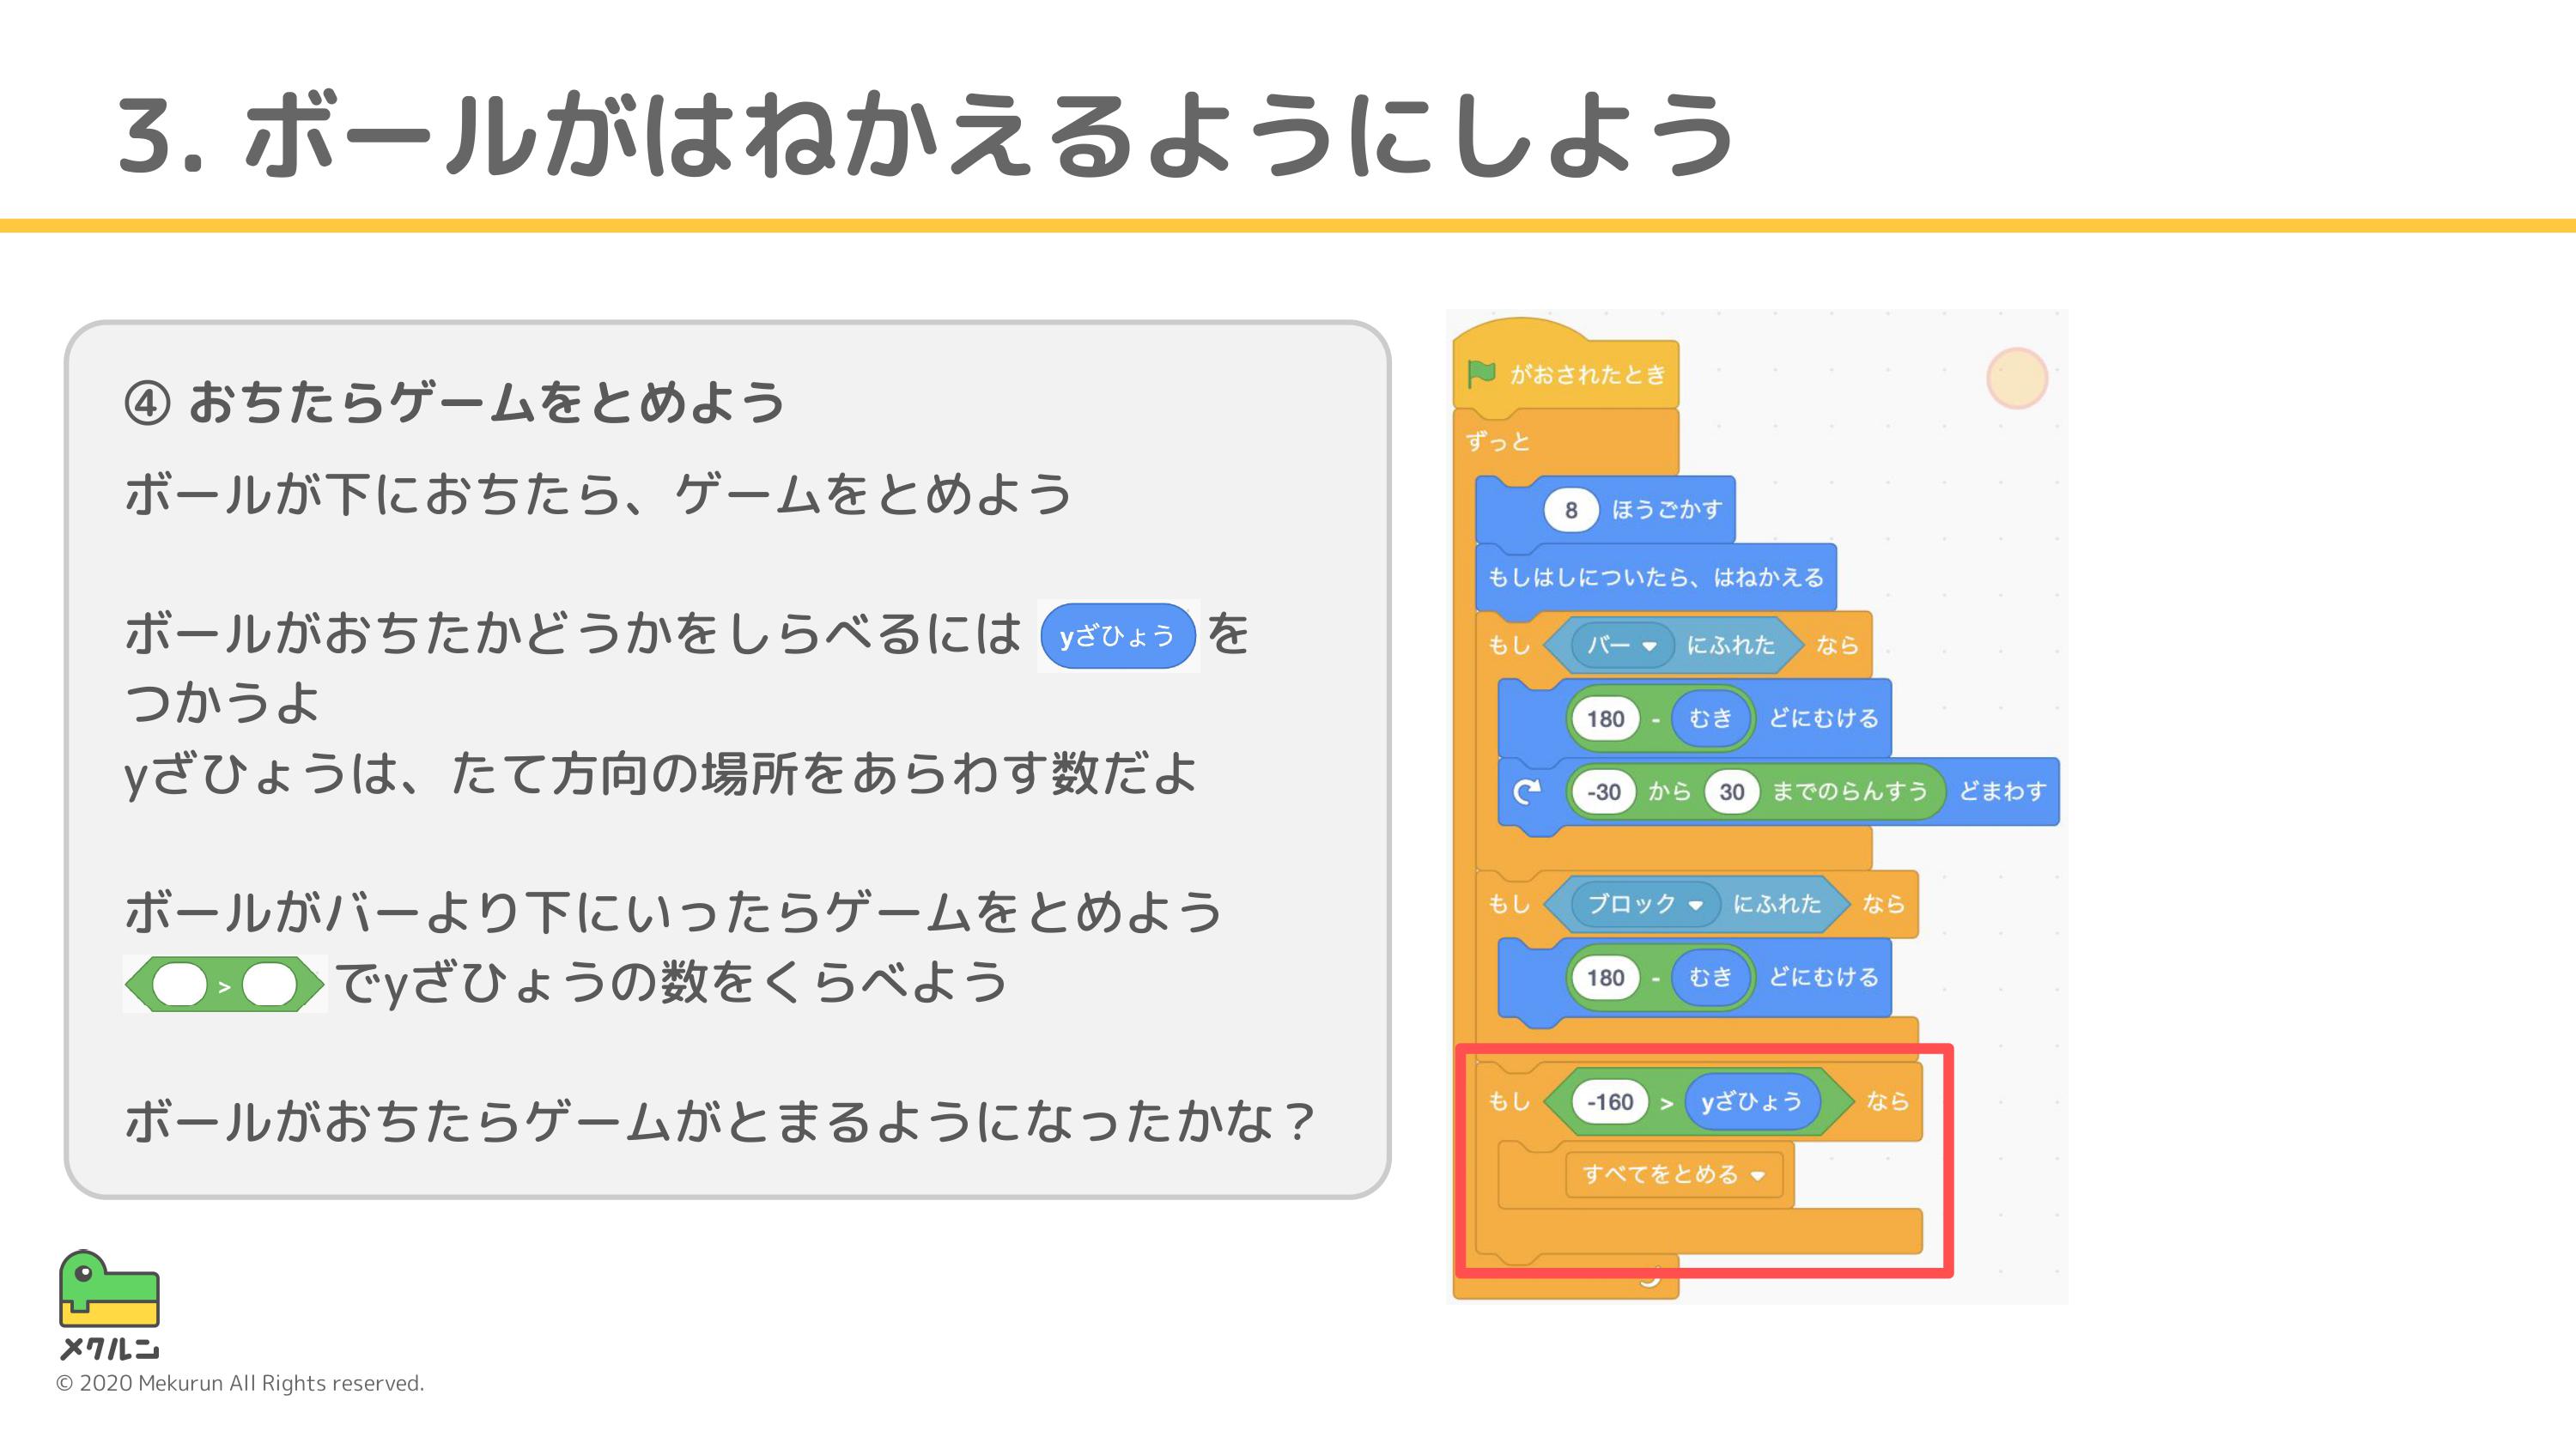 3. ボールがはねかえるようにしよう
④ おちたらゲームをとめよう
ボールが下におちたら、ゲームをとめよう
ボールがおちたかどうかをしらべるには yざひょう を
つかうよ
yざひょうは、たて方向の場所をあらわす数だよ
ボールがバーより下にいったらゲームをとめよう
> でyざひょうの数をくらべよう
ボールがおちたらゲームがとまるようになったかな？
がおされたとき
ずっと
8 ほうごかす
もしはしについたら、はねかえる
もし バー にふれた なら
180 - むき どにむける
-30 から 30 までのらんすう どまわす
もし ブロック にふれた なら
180 - むき どにむける
もし -160 > yざひょう なら
すべてをとめる
メクルン
© 2020 Mekurun All Rights reserved.